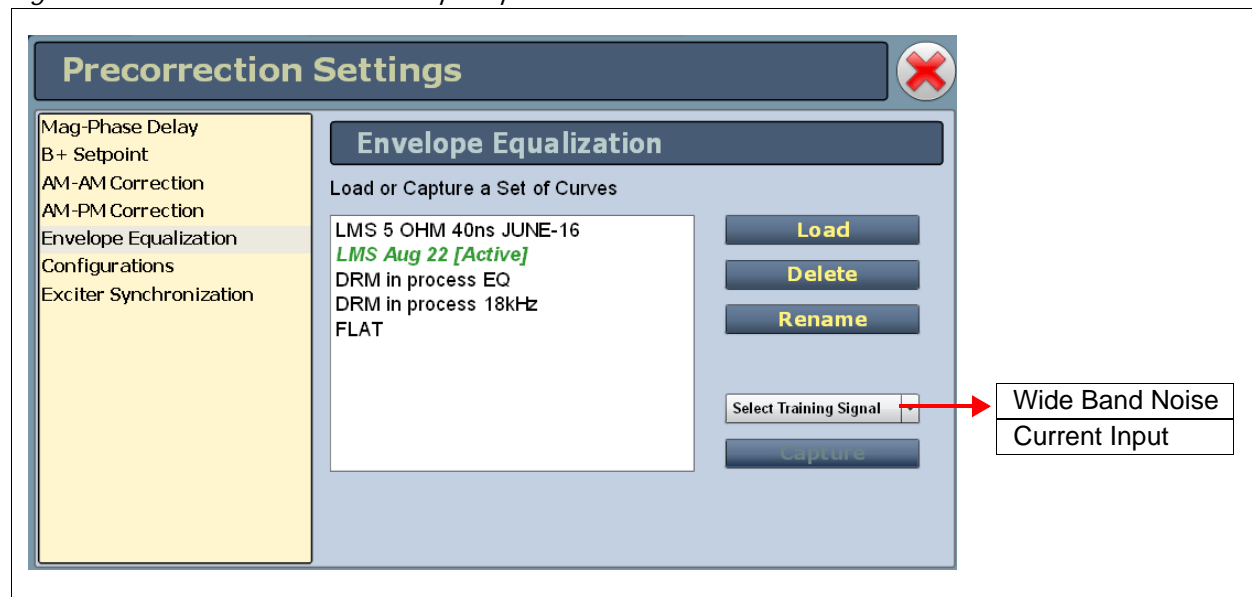 Precorrection Settings
Mag-Phase Delay
B+ Setpoint
AM-AM Correction
AM-PM Correction
Envelope Equalization
Configurations
Exciter Synchronization
Envelope Equalization
Load or Capture a Set of Curves
LMS 5 OHM 40ns JUNE-16
LMS Aug 22 [Active]
DRM in process EQ
DRM in process 18kHz
FLAT
Load
Delete
Rename
Select Training Signal
Capture
Wide Band Noise
Current Input